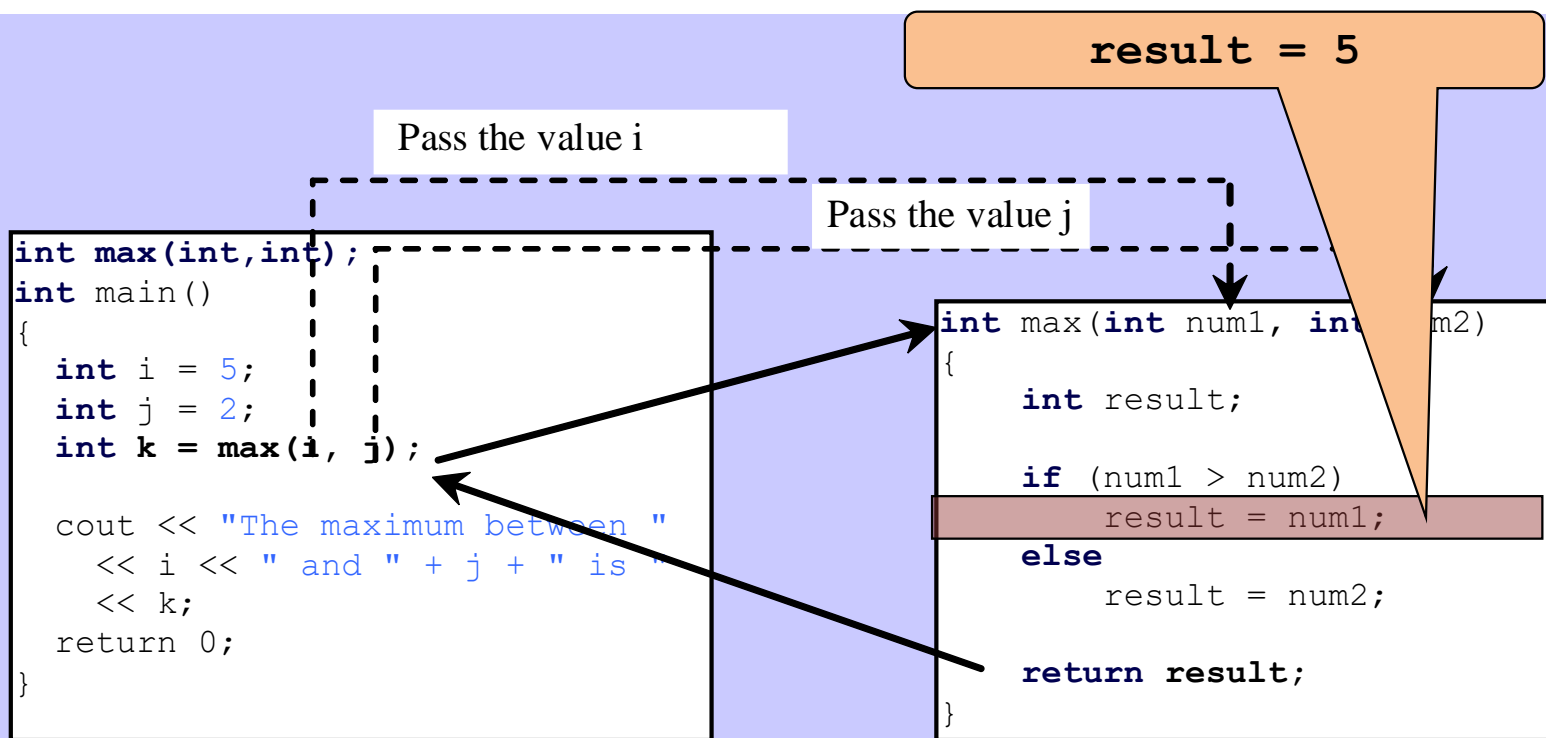 result = 5
Pass the value i
Pass the value j
int max(int,int);
int main()
{
int i = 5;
int j = 2;
int k = max(i, j);
cout << "The maximum between "
<< i << " and " + j + " is "
<< k;
return 0;
}
int max(int num1, int m2)
{
int result;
if (num1 > num2)
result = num1;
else
result = num2;
return result;
}